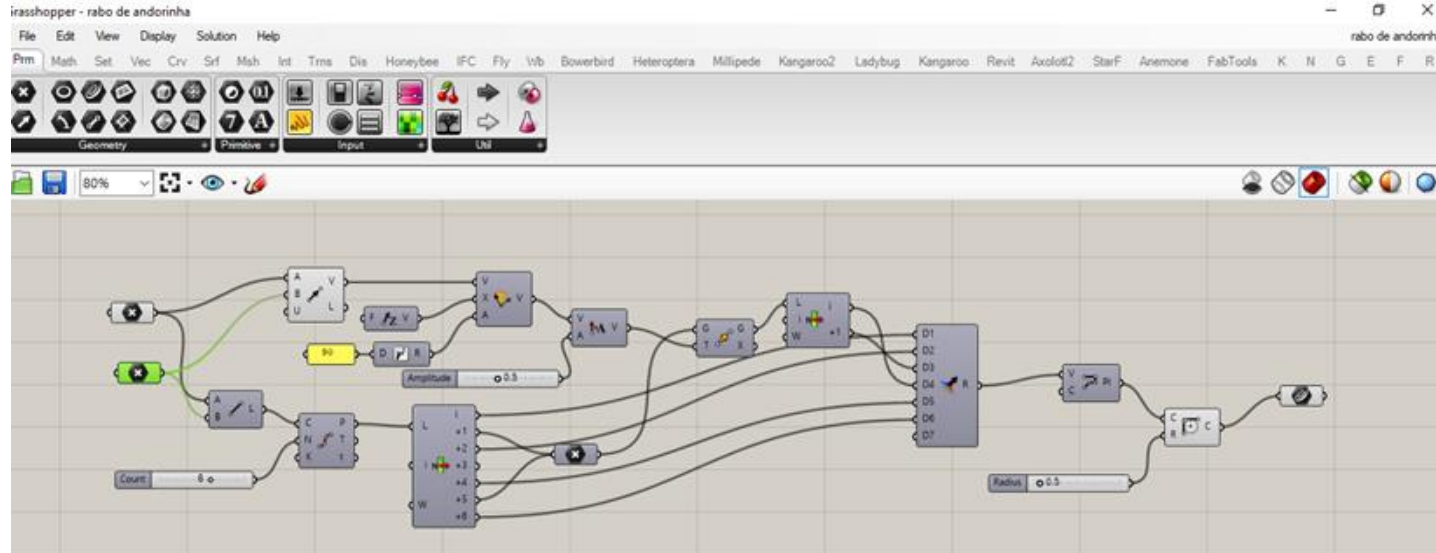 Grasshopper - rabo de andorinha
File Edit View Display Solution Help
rabo de andorinh
Prm Math Set Vec Crv Srf Msh Int Trns Dis Honeybee IFC Fly Wb Bowerbird Heteroptera Millipede Kangaroo2 Ladybug Kangaroo Revit Axolotl2 StarF Anemone FabTools K N G E F R
Geometry Primitive Input Util
80%
A V
B
U L
F V
V
X V
A
90
D R
V V
A
Amplitude 0.5
G G
T X
L i
i
W +1
A L
B
C P
N T
K t
Count 6
L i
+1
+2
i +3
+4
W +5
+6
D1
D2
D3
D4 R
D5
D6
D7
V Pl
C
Radius 0.5
C C
R